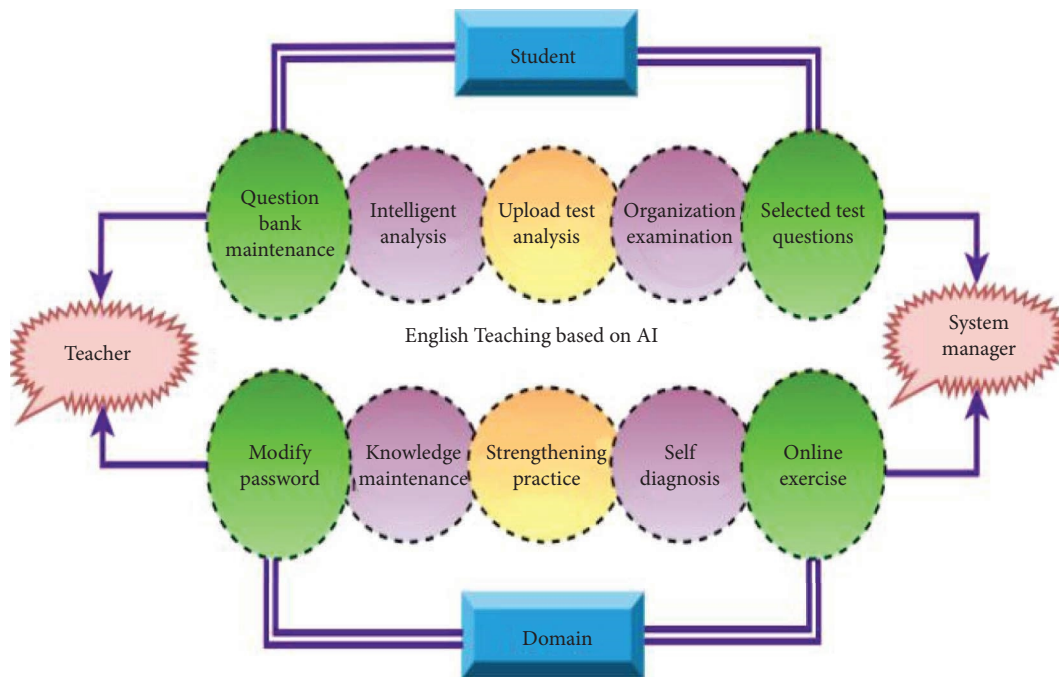 Student
Question
bank
maintenance
Intelligent
analysis
Upload test
analysis
Organization
examination
Selected test
questions
Teacher
English Teaching based on AI
System
manager
Modify
password
Knowledge
maintenance
Strengthening
practice
Self
diagnosis
Online
exercise
Domain